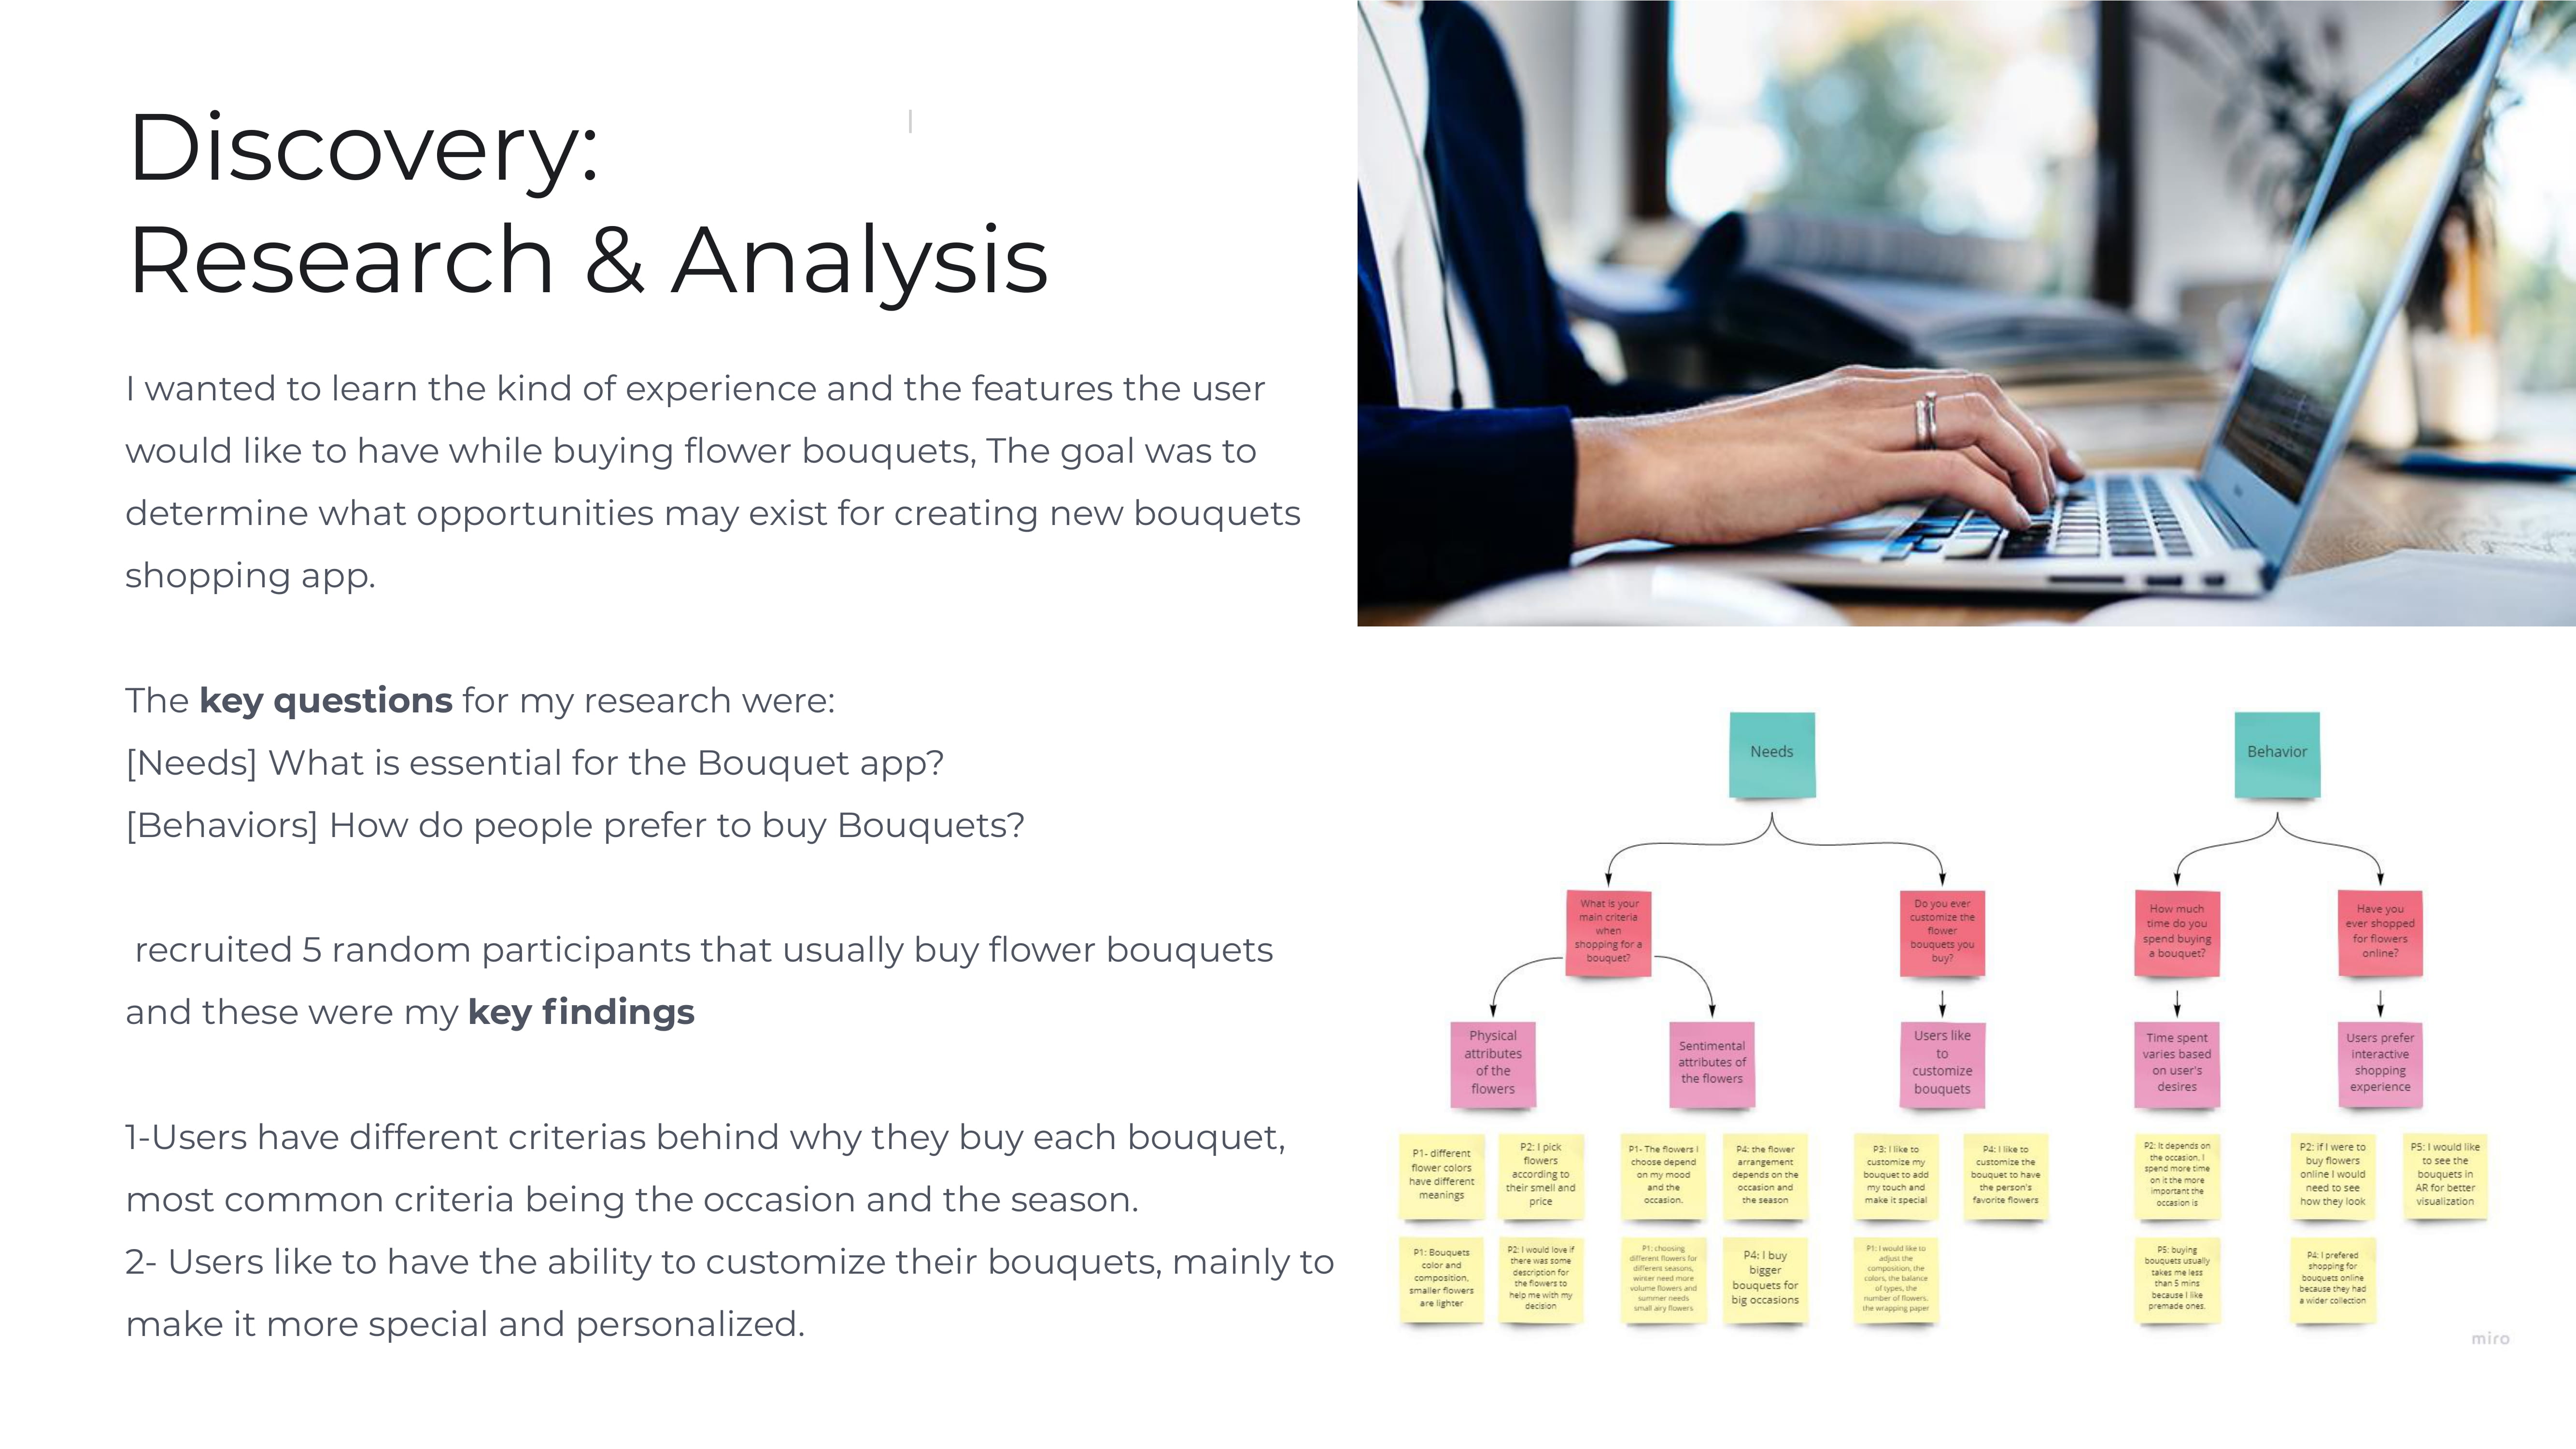 Discovery:
Research & Analysis
I wanted to learn the kind of experience and the features the user
would like to have while buying flower bouquets, The goal was to
determine what opportunities may exist for creating new bouquets
shopping app.
The key questions for my research were:
[Needs] What is essential for the Bouquet app?
[Behaviors] How do people prefer to buy Bouquets?
recruited 5 random participants that usually buy flower bouquets
and these were my key findings
1-Users have different criterias behind why they buy each bouquet,
most common criteria being the occasion and the season.
2- Users like to have the ability to customize their bouquets, mainly to
make it more special and personalized.
Needs
Behavior
What is your
main criteria
when
shopping for a
bouquet?
Do you ever
customize the
flower
bouquets you
buy?
How much
time do you
spend buying
a bouquet?
Have you
ever shopped
for flowers
online?
Physical
attributes
of the
flowers
Sentimental
attributes of
the flowers
Users like
to
customize
bouquets
Time spent
varies based
on user's
desires
Users prefer
interactive
shopping
experience
P1- different
flower colors
have different
meanings
P2: I pick
flowers
according to
their smell and
price
P1- The flowers I
choose depend
on my mood
and the
occasion.
P4: the flower
arrangement
depends on the
occasion and
the season
P3: I like to
customize my
bouquet to add
my touch and
make it special
P4: I like to
customize the
bouquet to have
the person's
favorite flowers
P2: It depends on
the occasion, I
spend more time
on it the more
important the
occasion is
P2: if I were to
buy flowers
online I would
need to see
how they look
P5: I would like
to see the
bouquets in
AR for better
visualization
P1: Bouquets
color and
composition,
smaller flowers
are lighter
P2: I would love if
there was some
description for
the flowers to
help me with my
decision
P1: choosing
different flowers for
different seasons,
winter need more
volume flowers and
summer needs
small airy flowers
P4: I buy
bigger
bouquets for
big occasions
P1: I would like to
adjust the
composition, the
colors, the balance
of types, the
number of flowers,
the wrapping paper
P5: buying
bouquets usually
takes me less
than 5 mins
because I like
premade ones.
P4: I prefered
shopping for
bouquets online
because they had
a wider collection
miro